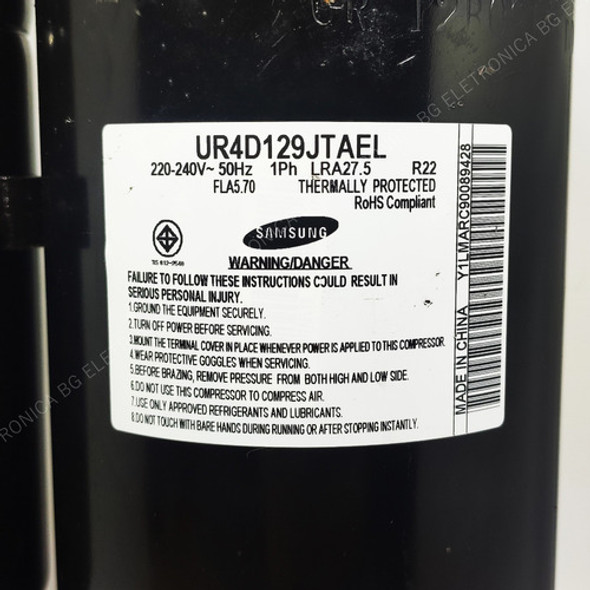 UR4D129JTAEL
220-240V~ 50Hz 1Ph LRA27.5 R22
FLA5.70 THERMALLY PROTECTED
RoHS Compliant
SAMSUNG
WARNING/DANGER
FAILURE TO FOLLOW THESE INSTRUCTIONS COULD RESULT IN
SERIOUS PERSONAL INJURY.
1.GROUND THE EQUIPMENT SECURELY.
2.TURN OFF POWER BEFORE SERVICING.
3.MOUNT THE TERMINAL COVER IN PLACE WHENEVER POWER IS APPLIED TO THIS COMPRESSOR.
4.WEAR PROTECTIVE GOGGLES WHEN SERVICING.
5.BEFORE BRAZING, REMOVE PRESSURE FROM BOTH HIGH AND LOW SIDE.
6.DO NOT USE THIS COMPRESSOR TO COMPRESS AIR.
7.USE ONLY APPROVED REFRIGERANTS AND LUBRICANTS.
8.DO NOT TOUCH WITH BARE HANDS DURING RUNNING OR AFTER STOPPING INSTANTLY.
MADE IN CHINA Y1LMARC90089428
BG ELETRONICA BG